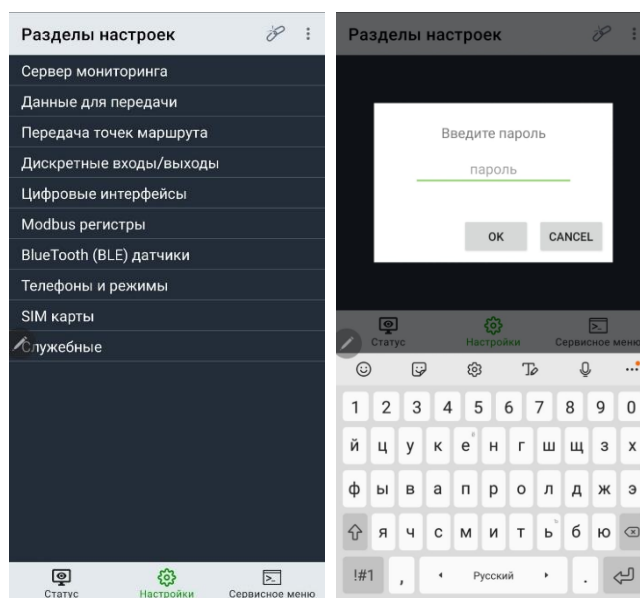 Разделы настроек
Сервер мониторинга
Данные для передачи
Передача точек маршрута
Дискретные входы/выходы
Цифровые интерфейсы
Modbus регистры
BlueTooth (BLE) датчики
Телефоны и режимы
SIM карты
Служебные
Статус
Настройки
Сервисное меню
Разделы настроек
Введите пароль
пароль
OK
CANCEL
Статус
Настройки
Сервисное меню
1 2 3 4 5 6 7 8 9 0
й ц у к е н г ш щ з х
ф ы в а п р о л д ж э
я ч с м и т ь б ю
!#1 , Русский .